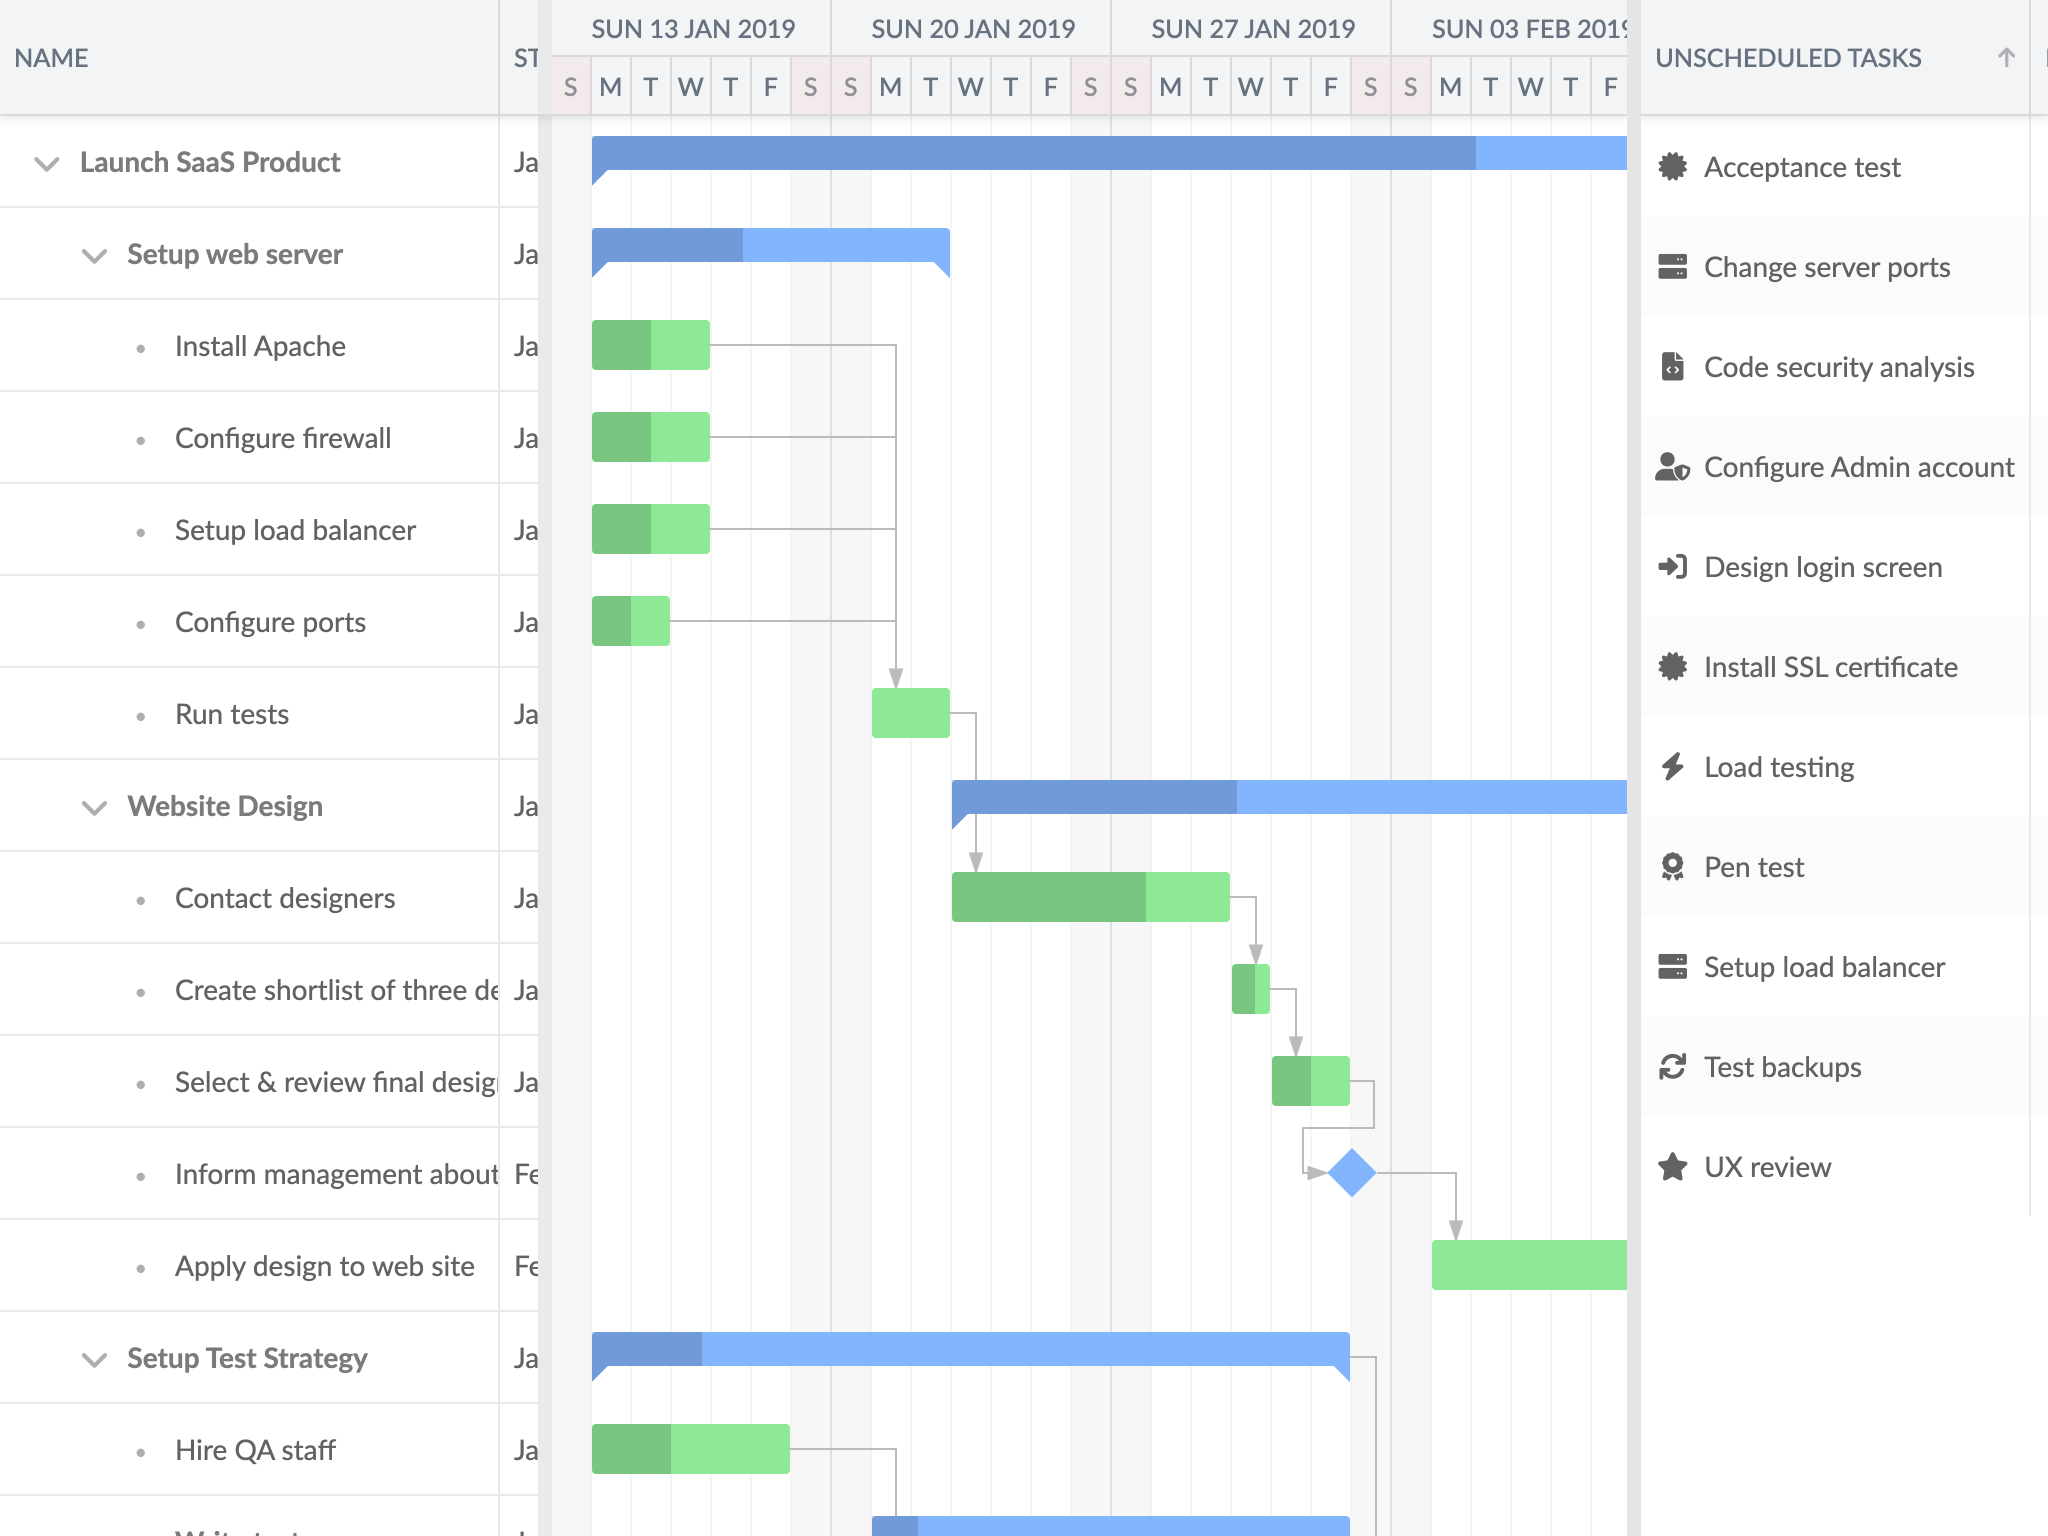 NAME
ST
SUN 13 JAN 2019 SUN 20 JAN 2019 SUN 27 JAN 2019 SUN 03 FEB 2019
S M T W T F S S M T W T F S S M T W T F S S M T W T F
UNSCHEDULED TASKS
Launch SaaS Product Ja
Setup web server Ja
Install Apache Ja
Configure firewall Ja
Setup load balancer Ja
Configure ports Ja
Run tests Ja
Website Design Ja
Contact designers Ja
Create shortlist of three de Ja
Select & review final desig Ja
Inform management about Fe
Apply design to web site Fe
Setup Test Strategy Ja
Hire QA staff Ja
Acceptance test
Change server ports
Code security analysis
Configure Admin account
Design login screen
Install SSL certificate
Load testing
Pen test
Setup load balancer
Test backups
UX review